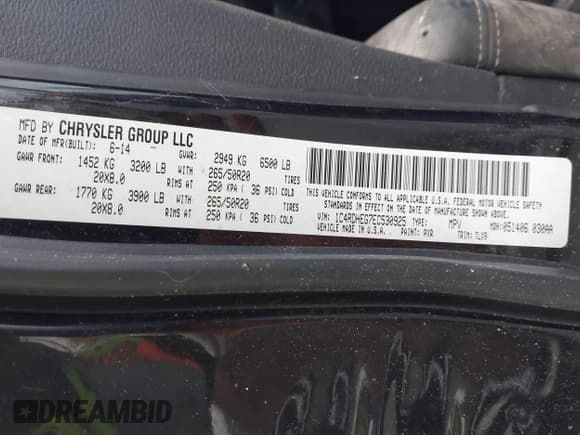 MFD BY CHRYSLER GROUP LLC
DATE OF MFR(BUILT): 6-14 GVWR: 2949 KG 6500 LB
GAWR FRONT: 1452 KG 3200 LB WITH 265/50R20 TIRES
20X8.0 RIMS AT 250 KPA ( 36 PSI) COLD
GAWR REAR: 1770 KG 3900 LB WITH 265/50R20 TIRES
20X8.0 RIMS AT 250 KPA ( 36 PSI) COLD
THIS VEHICLE CONFORMS TO ALL APPLICABLE U.S.A. FEDERAL MOTOR VEHICLE SAFETY
STANDARDS IN EFFECT ON THE DATE OF MANUFACTURE SHOWN ABOVE.
VIN: 1C4RDHEG7EC530925 TYPE: MPV MDH: 051406 030AA
VEHICLE MADE IN U.S.A. PAINT: PXR TRIM: TLX9
DREAMBID